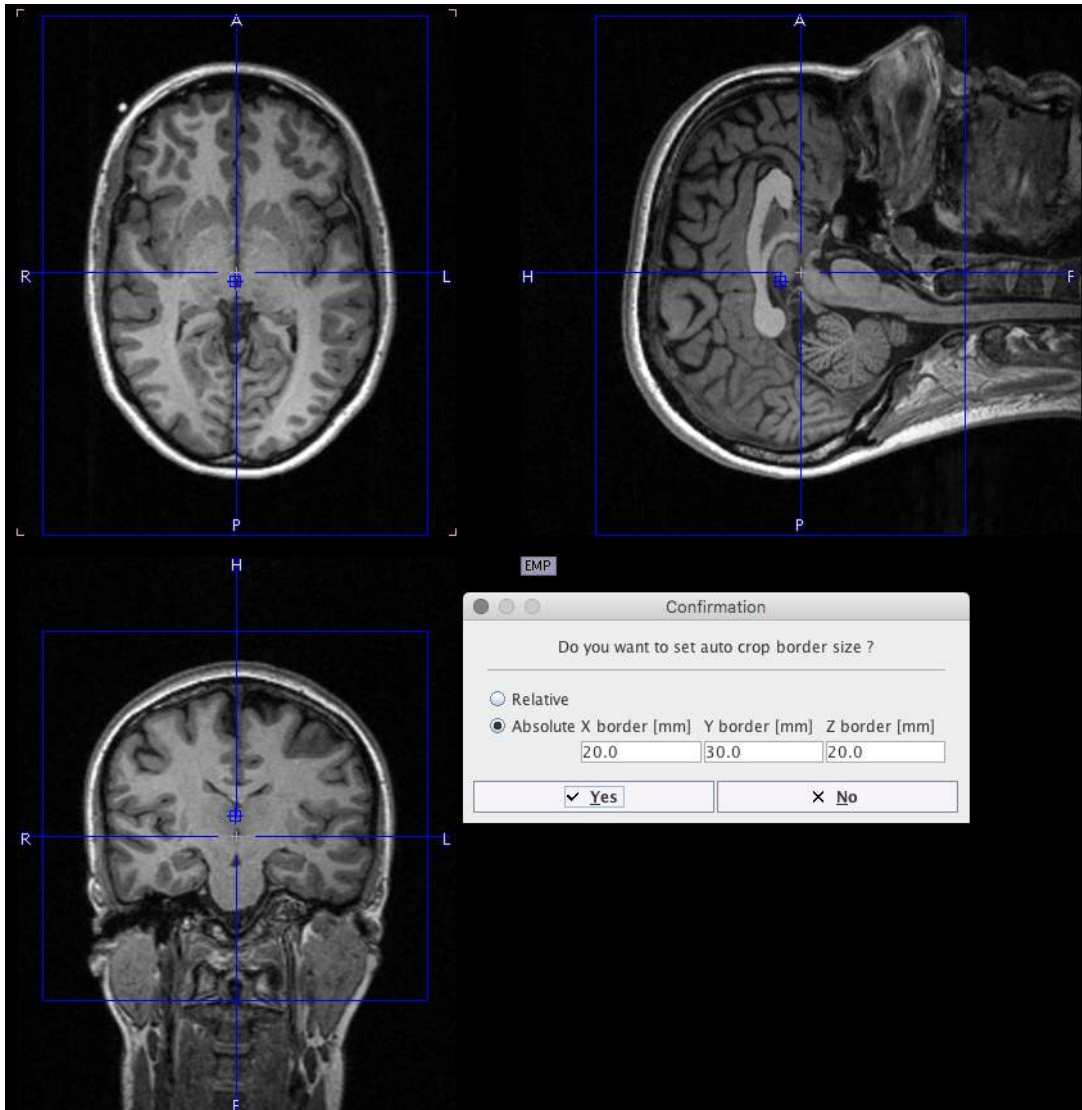 A
A
R
L
H
F
P
P
H
EMP
Confirmation
Do you want to set auto crop border size ?
Relative
Absolute X border [mm] Y border [mm] Z border [mm]
20.0 30.0 20.0
Yes No
R
L
F